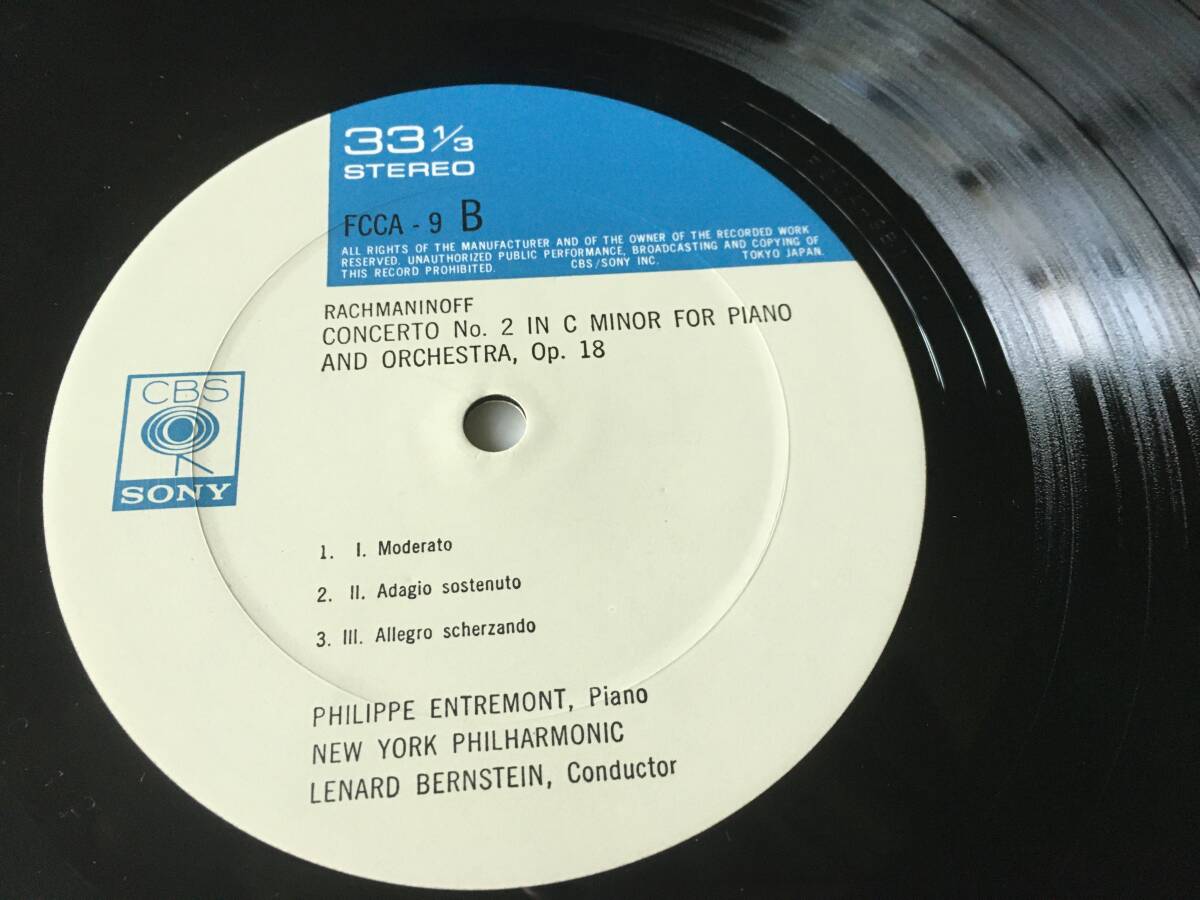 33 1/3
STEREO
FCCA - 9 B
ALL RIGHTS OF THE MANUFACTURER AND OF THE OWNER OF THE RECORDED WORK
RESERVED. UNAUTHORIZED PUBLIC PERFORMANCE, BROADCASTING AND COPYING OF
THIS RECORD PROHIBITED. CBS/SONY INC. TOKYO JAPAN.
RACHMANINOFF
CONCERTO No. 2 IN C MINOR FOR PIANO
AND ORCHESTRA, Op. 18
CBS
SONY
1. I. Moderato
2. II. Adagio sostenuto
3. III. Allegro scherzando
PHILIPPE ENTREMONT, Piano
NEW YORK PHILHARMONIC
LENARD BERNSTEIN, Conductor